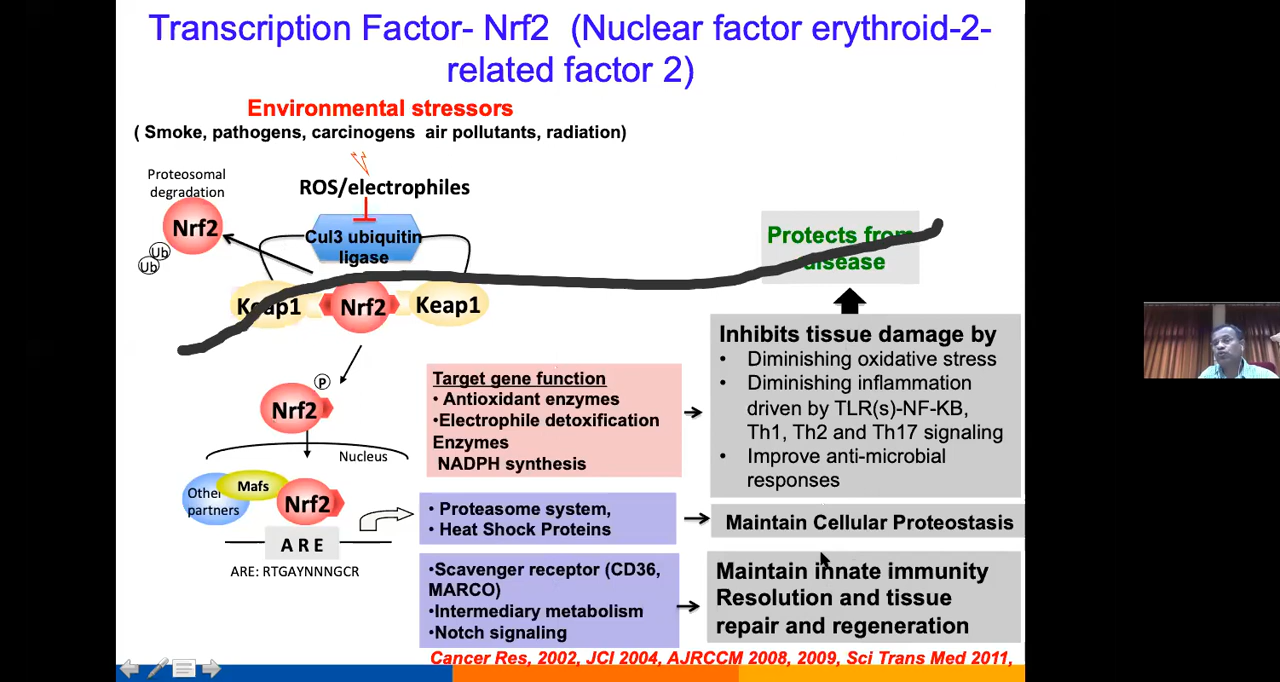 Transcription Factor- Nrf2 (Nuclear factor erythroid-2-
related factor 2)
Environmental stressors
( Smoke, pathogens, carcinogens air pollutants, radiation)
Proteosomal
degradation
ROS/electrophiles
Nrf2
Ub
Ub
Cul3 ubiquitin
ligase
Keap1
Nrf2
Keap1
Protects from
disease
Inhibits tissue damage by
• Diminishing oxidative stress
• Diminishing inflammation
driven by TLR(s)-NF-KB,
Th1, Th2 and Th17 signaling
• Improve anti-microbial
responses
P
Nrf2
Target gene function
• Antioxidant enzymes
•Electrophile detoxification
Enzymes
NADPH synthesis
Nucleus
Other
partners
Mafs
Nrf2
A R E
ARE: RTGAYNNNGCR
• Proteasome system,
• Heat Shock Proteins
Maintain Cellular Proteostasis
•Scavenger receptor (CD36,
MARCO)
•Intermediary metabolism
•Notch signaling
Maintain innate immunity
Resolution and tissue
repair and regeneration
Cancer Res, 2002, JCI 2004, AJRCCM 2008, 2009, Sci Trans Med 2011,